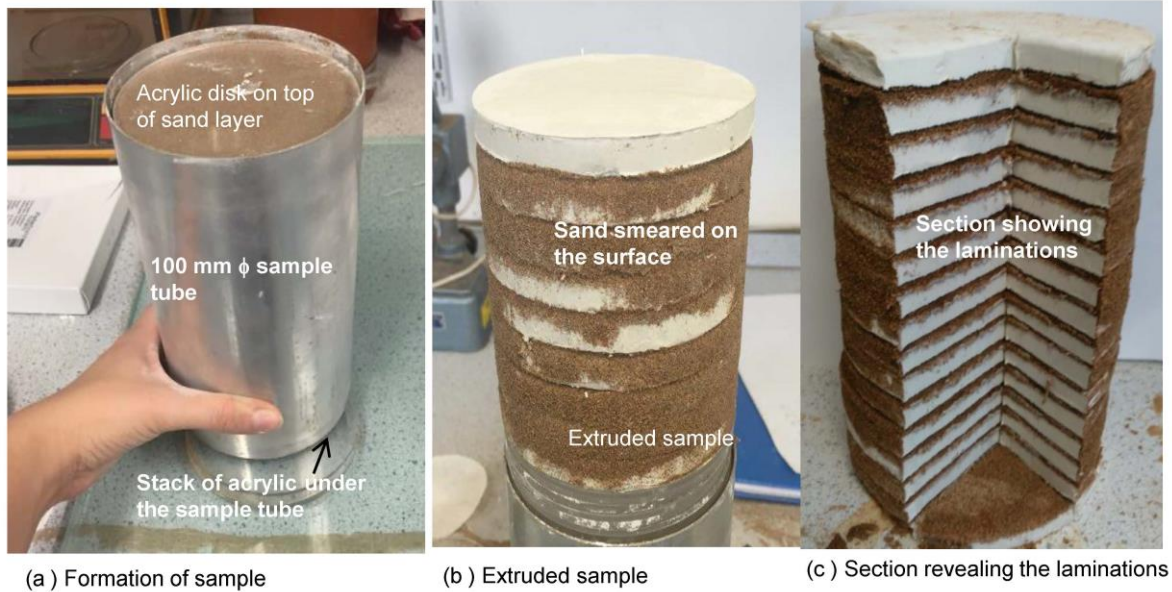 Acrylic disk on top
of sand layer
100 mm ϕ sample
tube
Stack of acrylic under
the sample tube
(a ) Formation of sample
Sand smeared on
the surface
Extruded sample
(b ) Extruded sample
Section showing
the laminations
(c ) Section revealing the laminations